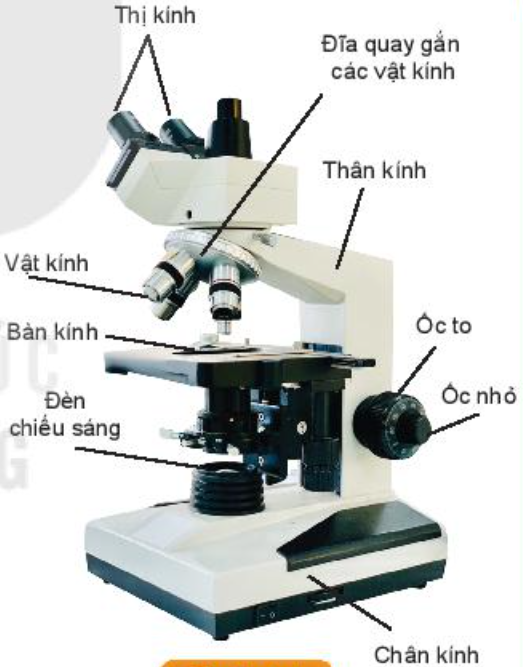 Thị kính
Đĩa quay gắn
các vật kính
Thân kính
Vật kính
Bàn kính
Ốc to
Ốc nhỏ
Đèn
chiếu sáng
Chân kính